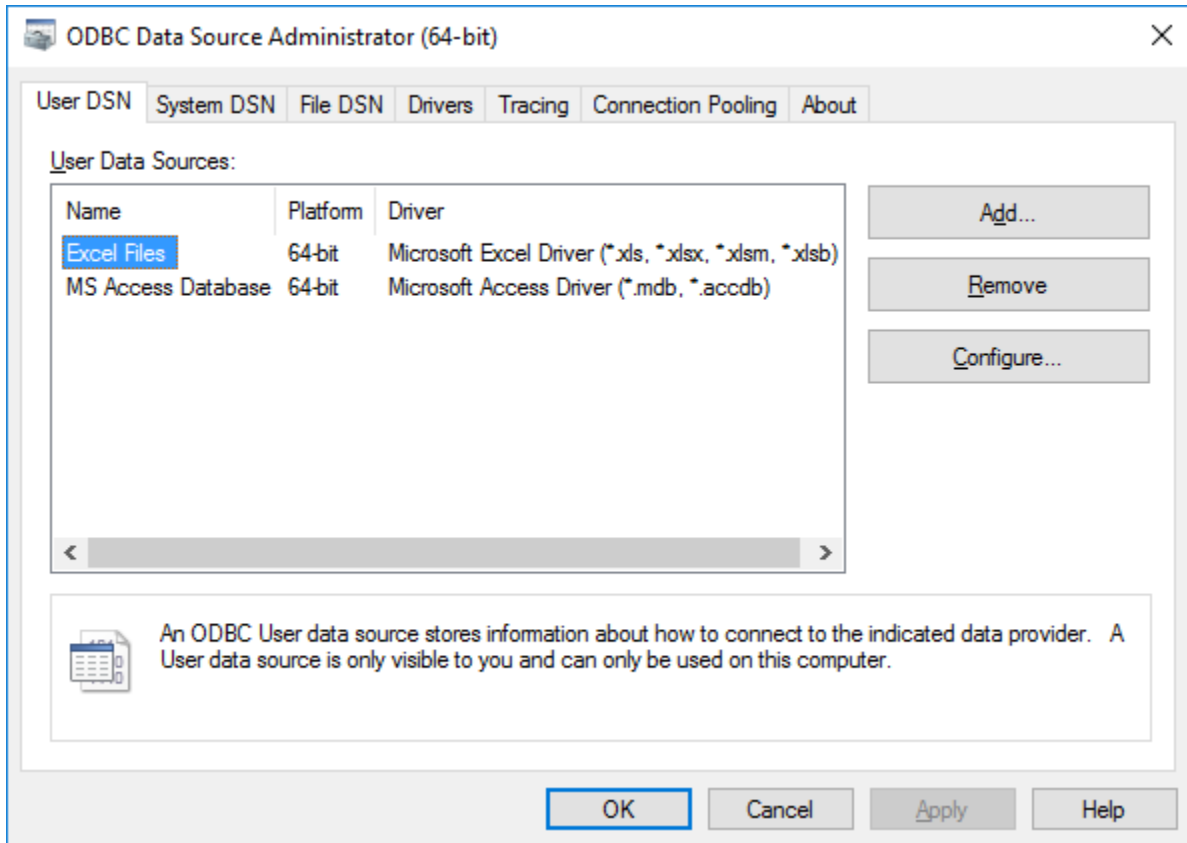 ODBC Data Source Administrator (64-bit)
User DSN System DSN File DSN Drivers Tracing Connection Pooling About
User Data Sources:
Name Platform Driver
Excel Files 64-bit Microsoft Excel Driver (*.xls, *.xlsx, *.xlsm, *.xlsb)
MS Access Database 64-bit Microsoft Access Driver (*.mdb, *.accdb)
Add...
Remove
Configure...
An ODBC User data source stores information about how to connect to the indicated data provider. A
User data source is only visible to you and can only be used on this computer.
OK Cancel Apply Help